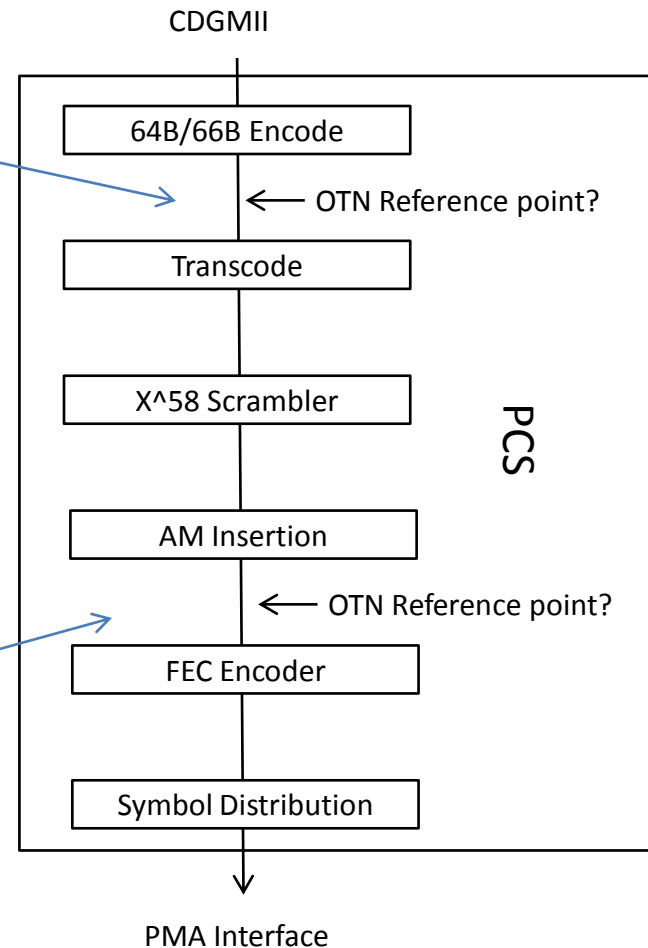 CDGMII
64B/66B Encode
OTN Reference point?
Transcode
X^58 Scrambler
PCS
AM Insertion
OTN Reference point?
FEC Encoder
Symbol Distribution
PMA Interface